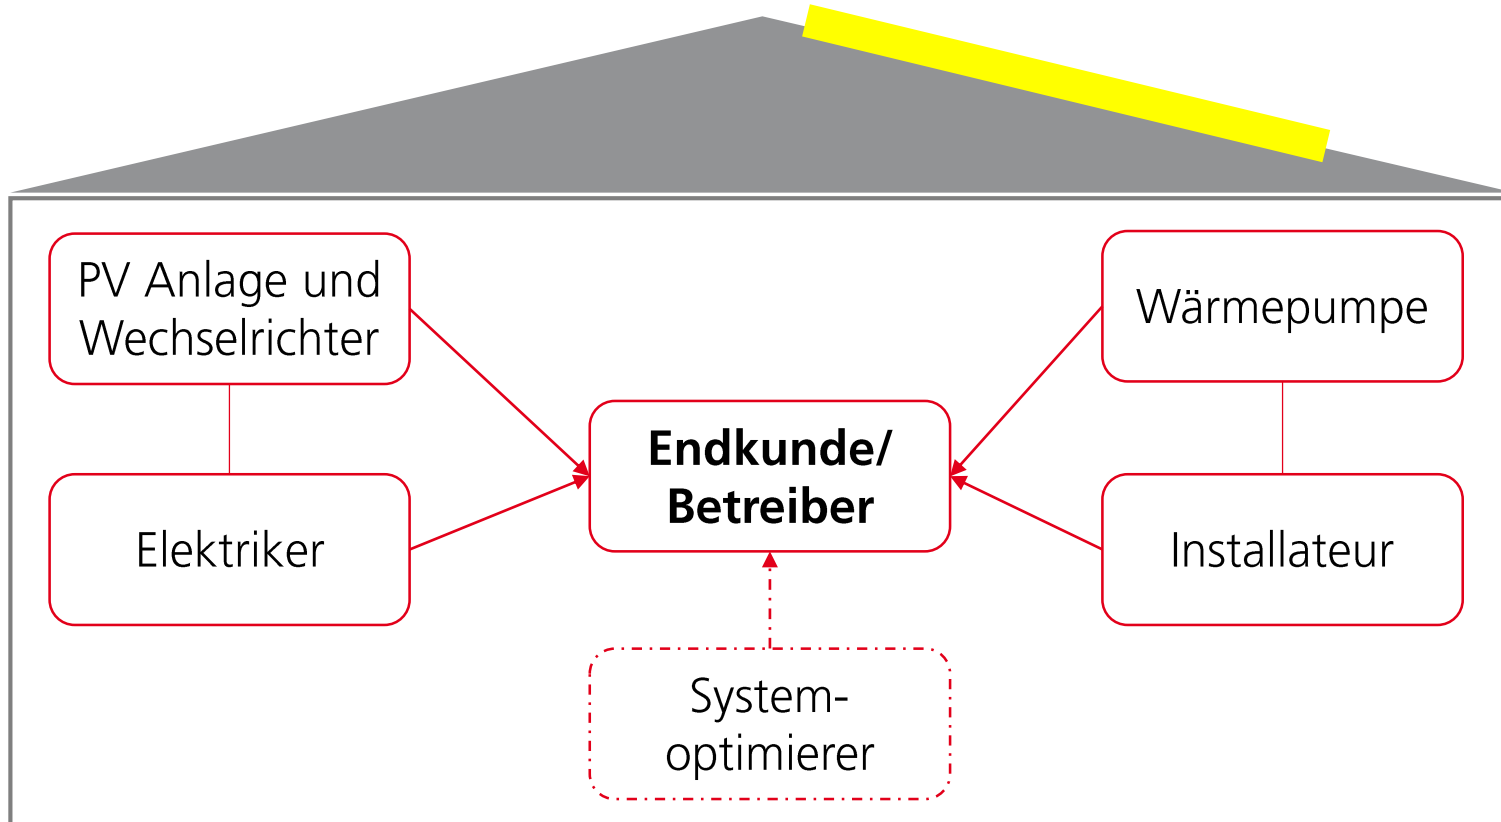 PV Anlage und
Wechselrichter
Wärmepumpe
Endkunde/
Betreiber
Elektriker
Installateur
System-
optimierer